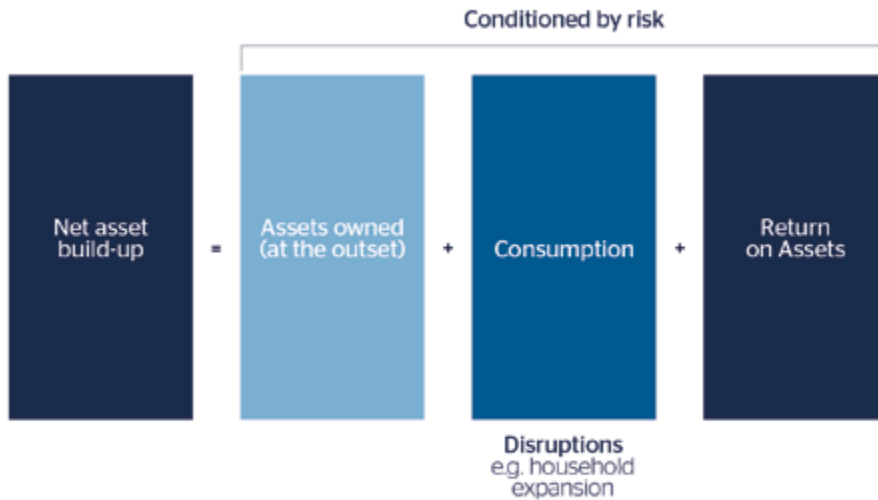 Conditioned by risk
Net asset
build-up
=
Assets owned
(at the outset)
+
Consumption
+
Return
on Assets
Disruptions
e.g. household
expansion